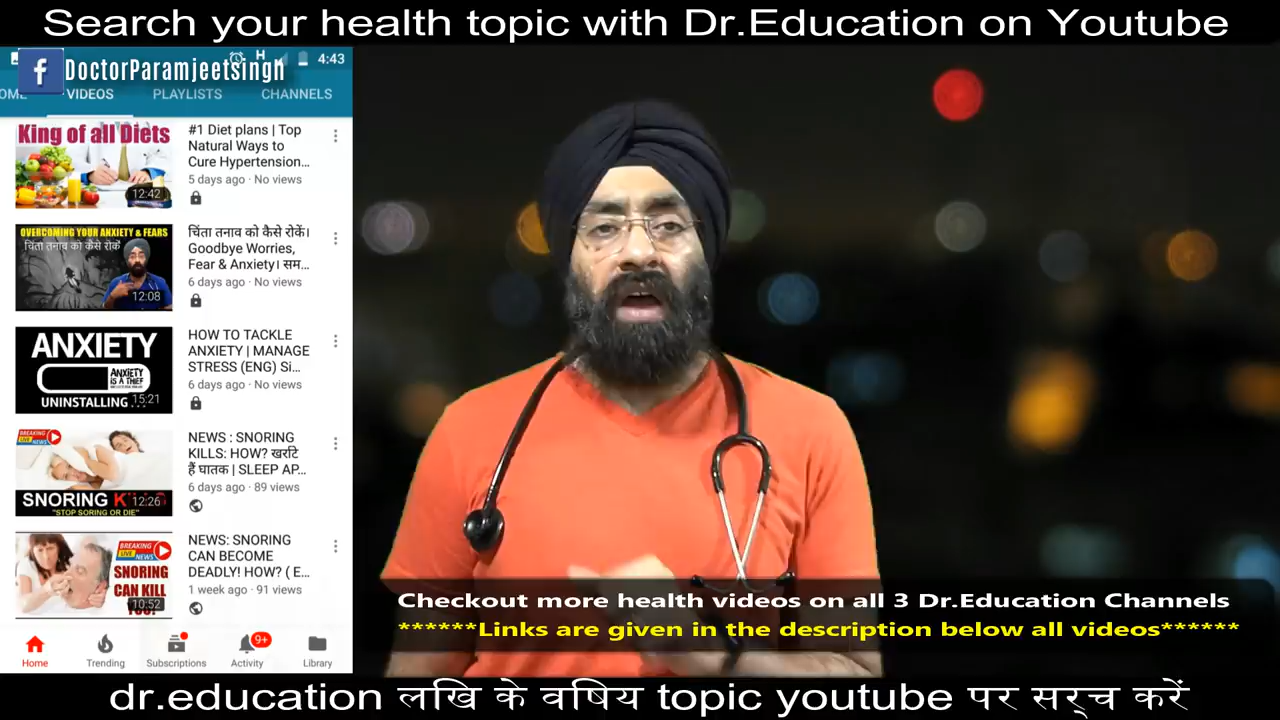 Search your health topic with Dr.Education on Youtube
4:43
DoctorParamjeetsingh
VIDEOS
PLAYLISTS
CHANNELS
King of all Diets
12:42
#1 Diet plans | Top
Natural Ways to
Cure Hypertension...
5 days ago · No views
OVERCOMING YOUR ANXIETY & FEARS
चिंता तनाव को कैसे रोकें
12:08
चिंता तनाव को कैसे रोकें।
Goodbye Worries,
Fear & Anxiety। सम...
6 days ago · No views
ANXIETY
ANXIETY
IS A THIEF
UNINSTALLING...
15:21
HOW TO TACKLE
ANXIETY | MANAGE
STRESS (ENG) Si...
6 days ago · No views
BREAKING
LIVE NEWS
SNORING
"STOP SORING OR DIE"
12:26
NEWS : SNORING
KILLS: HOW? खर्राटे
हैं घातक | SLEEP AP...
6 days ago · 89 views
BREAKING
LIVE NEWS
SNORING
CAN KILL
10:52
NEWS: SNORING
CAN BECOME
DEADLY! HOW? ( E...
1 week ago · 91 views
Home
Trending
Subscriptions
9+
Activity
Library
Checkout more health videos on all 3 Dr.Education Channels
******Links are given in the description below all videos******
dr.education लखि के वषिय topic youtube पर सर्च करें